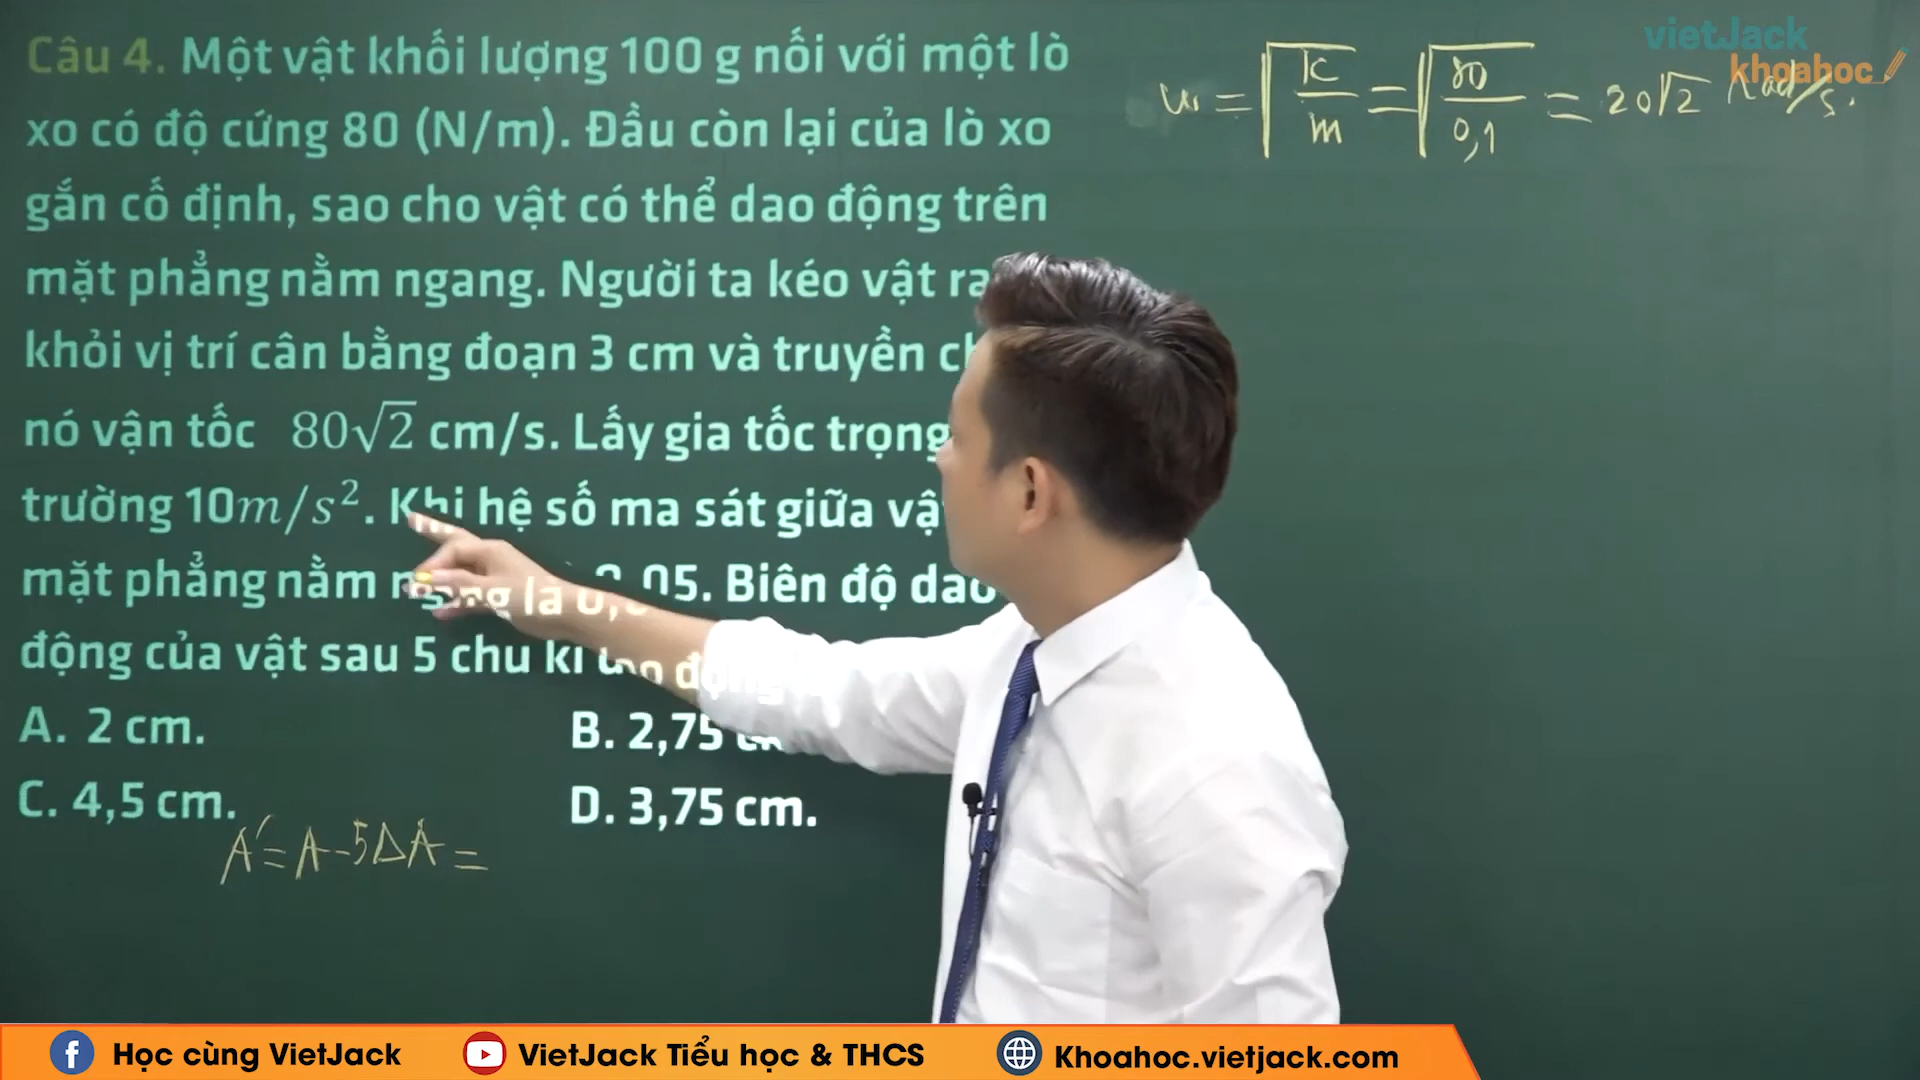 Câu 4. Một vật khối lượng 100 g nối với một lò
xo có độ cứng 80 (N/m). Đầu còn lại của lò xo
gắn cố định, sao cho vật có thể dao động trên
mặt phẳng nằm ngang. Người ta kéo vật ra
khỏi vị trí cân bằng đoạn 3 cm và truyền
nó vận tốc 80√2 cm/s. Lấy gia tốc trọng
trường 10m/s². Khi hệ số ma sát giữa
mặt phẳng nằm ngang là 0,05. Biên độ dao
động của vật sau 5 chu kì dao động
A. 2 cm.
B. 2,75 cm
C. 4,5 cm.
D. 3,75 cm.
A' = A - 5ΔA =
ω = √(k/m) = √(80/0,1) = 20√2 rad/s.
vietJack
khoahoc
Học cùng VietJack
VietJack Tiểu học & THCS
Khoahoc.vietjack.com